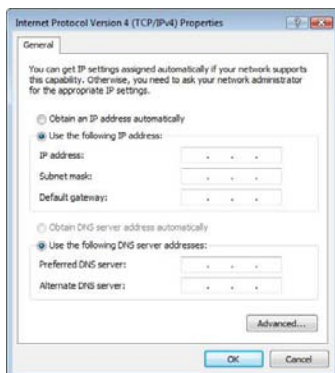 Internet Protocol Version 4 (TCP/IPv4) Properties
General
You can get IP settings assigned automatically if your network supports
this capability. Otherwise, you need to ask your network administrator
for the appropriate IP settings.
Obtain an IP address automatically
Use the following IP address:
IP address:
Subnet mask:
Default gateway:
Obtain DNS server address automatically
Use the following DNS server addresses:
Preferred DNS server:
Alternate DNS server:
Advanced...
OK
Cancel